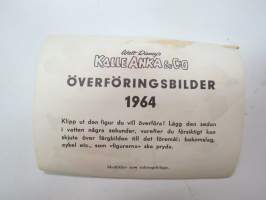 Walt Disney's
KALLE ANKA & C:O
ÖVERFÖRINGSBILDER
1964
Klipp ut den figur du vill överföra! Lägg den sedan
i vatten några sekunder, varefter du försiktigt kan
skjuta över färgbilden till det föremål: bokomslag,
cykel etc., som »figurerna» ska pryda.